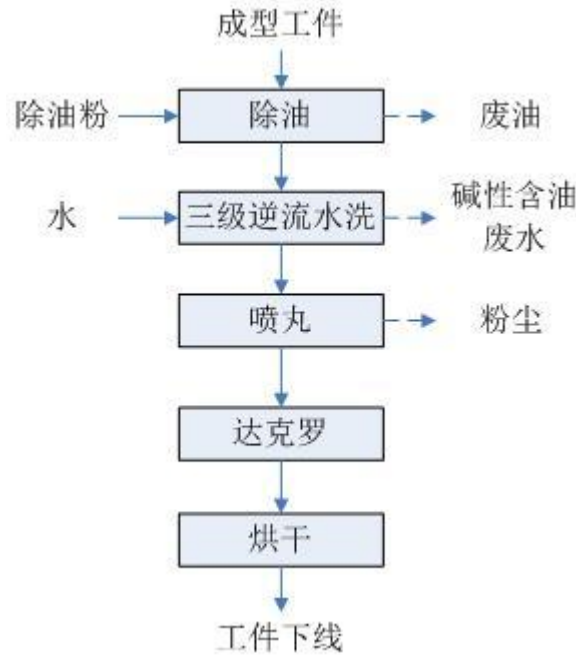 成型工件
除油粉
除油
废油
水
三级逆流水洗
碱性含油
废水
喷丸
粉尘
达克罗
烘干
工件下线